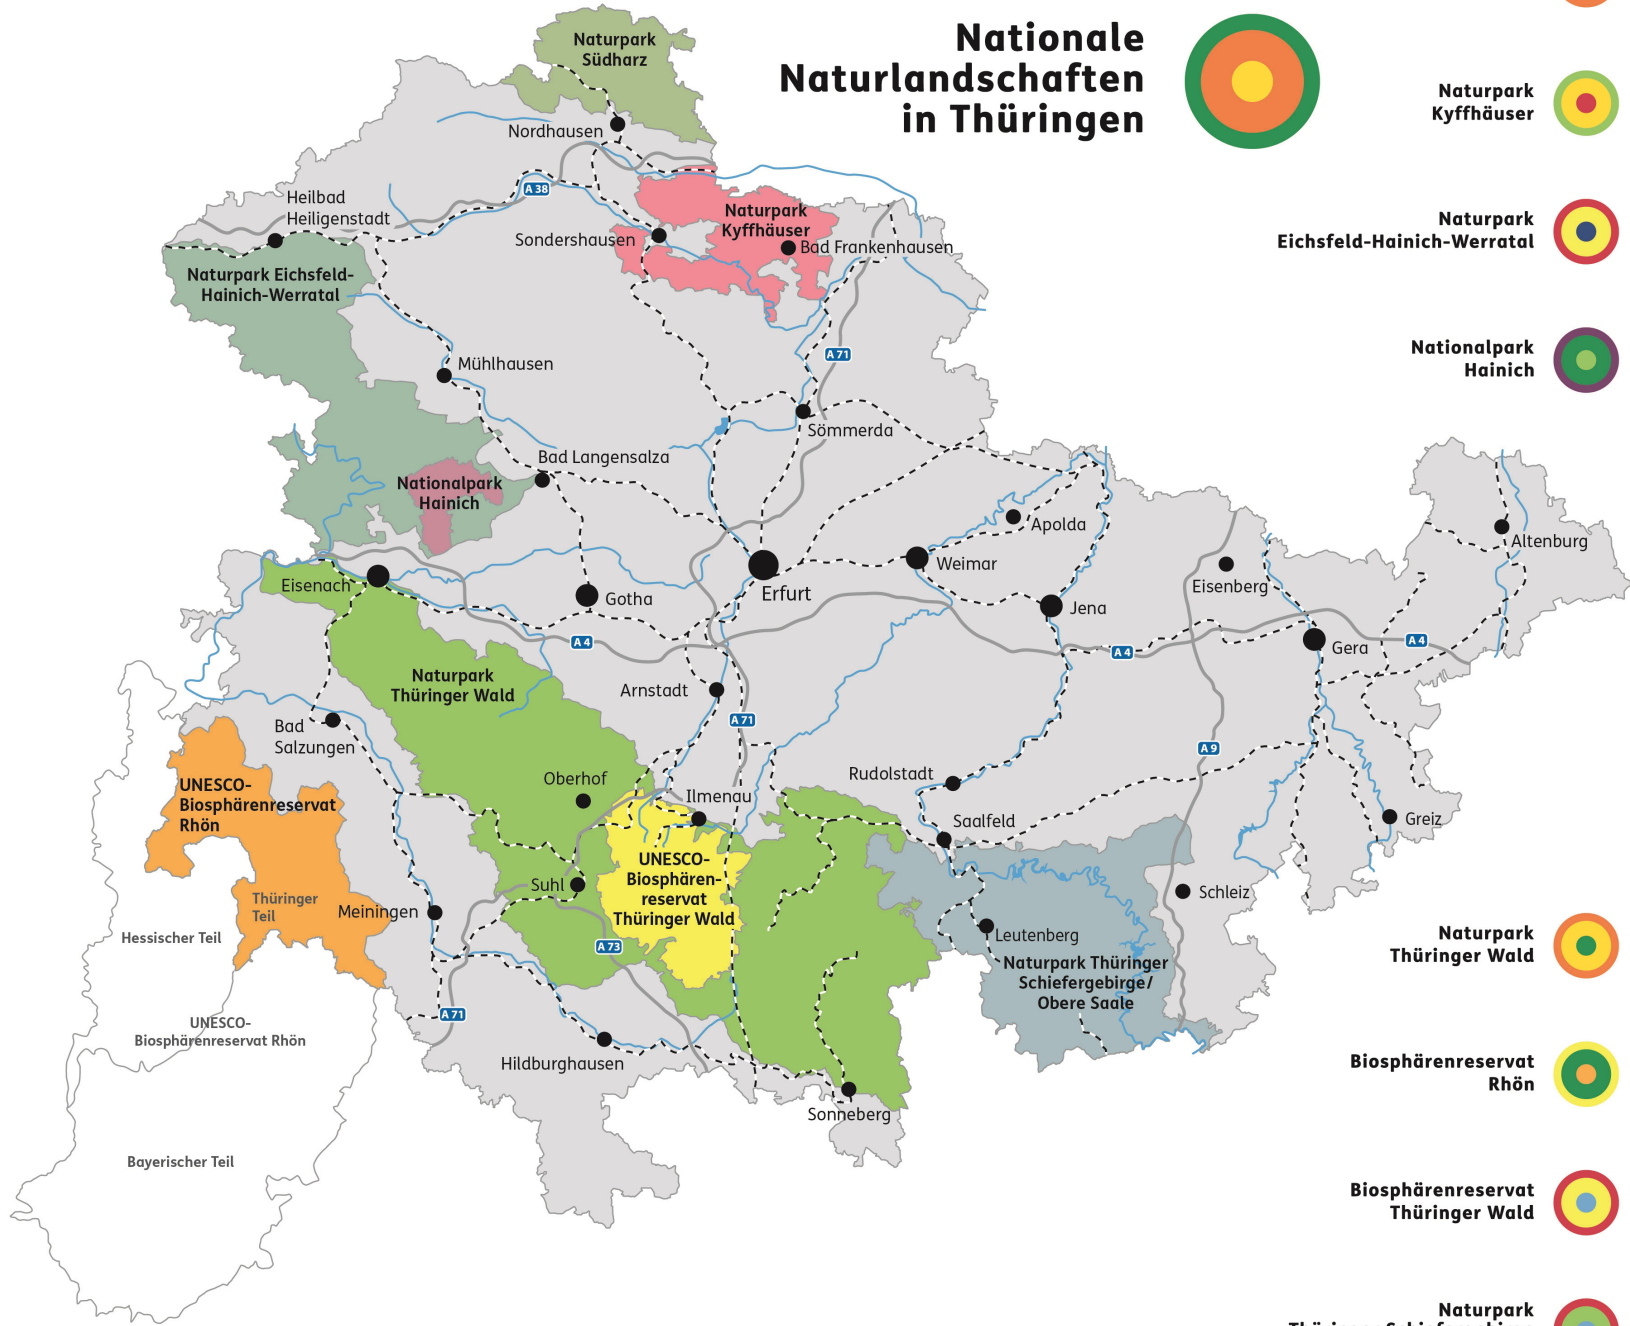 Nationale
Naturlandschaften
in Thüringen
Naturpark
Südharz
Nordhausen
A 38
Heilbad
Heiligenstadt
Naturpark Eichsfeld-
Hainich-Werratal
Sondershausen
Naturpark
Kyffhäuser
Bad Frankenhausen
Mühlhausen
A 71
Sömmerda
Bad Langensalza
Nationalpark
Hainich
Apolda
Altenburg
Eisenach
Gotha
Erfurt
Weimar
Jena
Eisenberg
Gera
A 4
A 4
A 4
Naturpark
Thüringer Wald
Arnstadt
A 71
Bad
Salzungen
A 9
UNESCO-
Biosphärenreservat
Rhön
Oberhof
Ilmenau
Rudolstadt
Saalfeld
Greiz
UNESCO-
Biosphären-
reservat
Thüringer Wald
Suhl
Schleiz
Thüringer
Teil
Meiningen
Hessischer Teil
A 73
Leutenberg
Naturpark Thüringer
Schiefergebirge/
Obere Saale
A 71
UNESCO-
Biosphärenreservat Rhön
Hildburghausen
Sonneberg
Bayerischer Teil
Naturpark
Kyffhäuser
Naturpark
Eichsfeld-Hainich-Werratal
Nationalpark
Hainich
Naturpark
Thüringer Wald
Biosphärenreservat
Rhön
Biosphärenreservat
Thüringer Wald
Naturpark